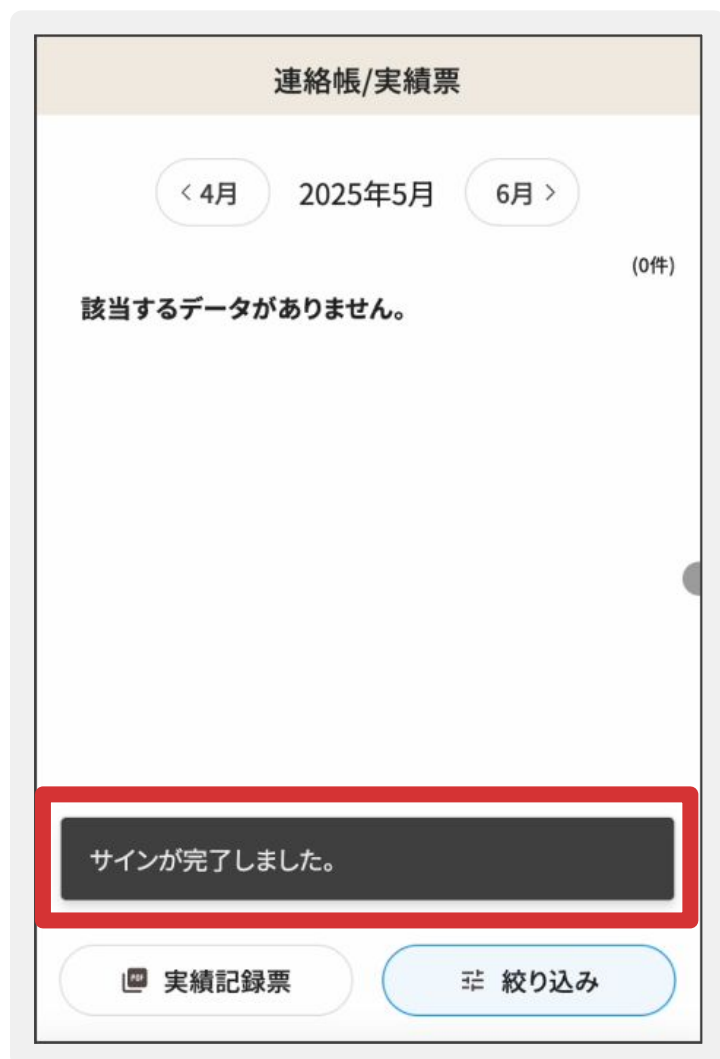 連絡帳/実績票
< 4月 2025年5月 6月 >
(0件)
該当するデータがありません。
サインが完了しました。
PDF 実績記録票 絞り込み